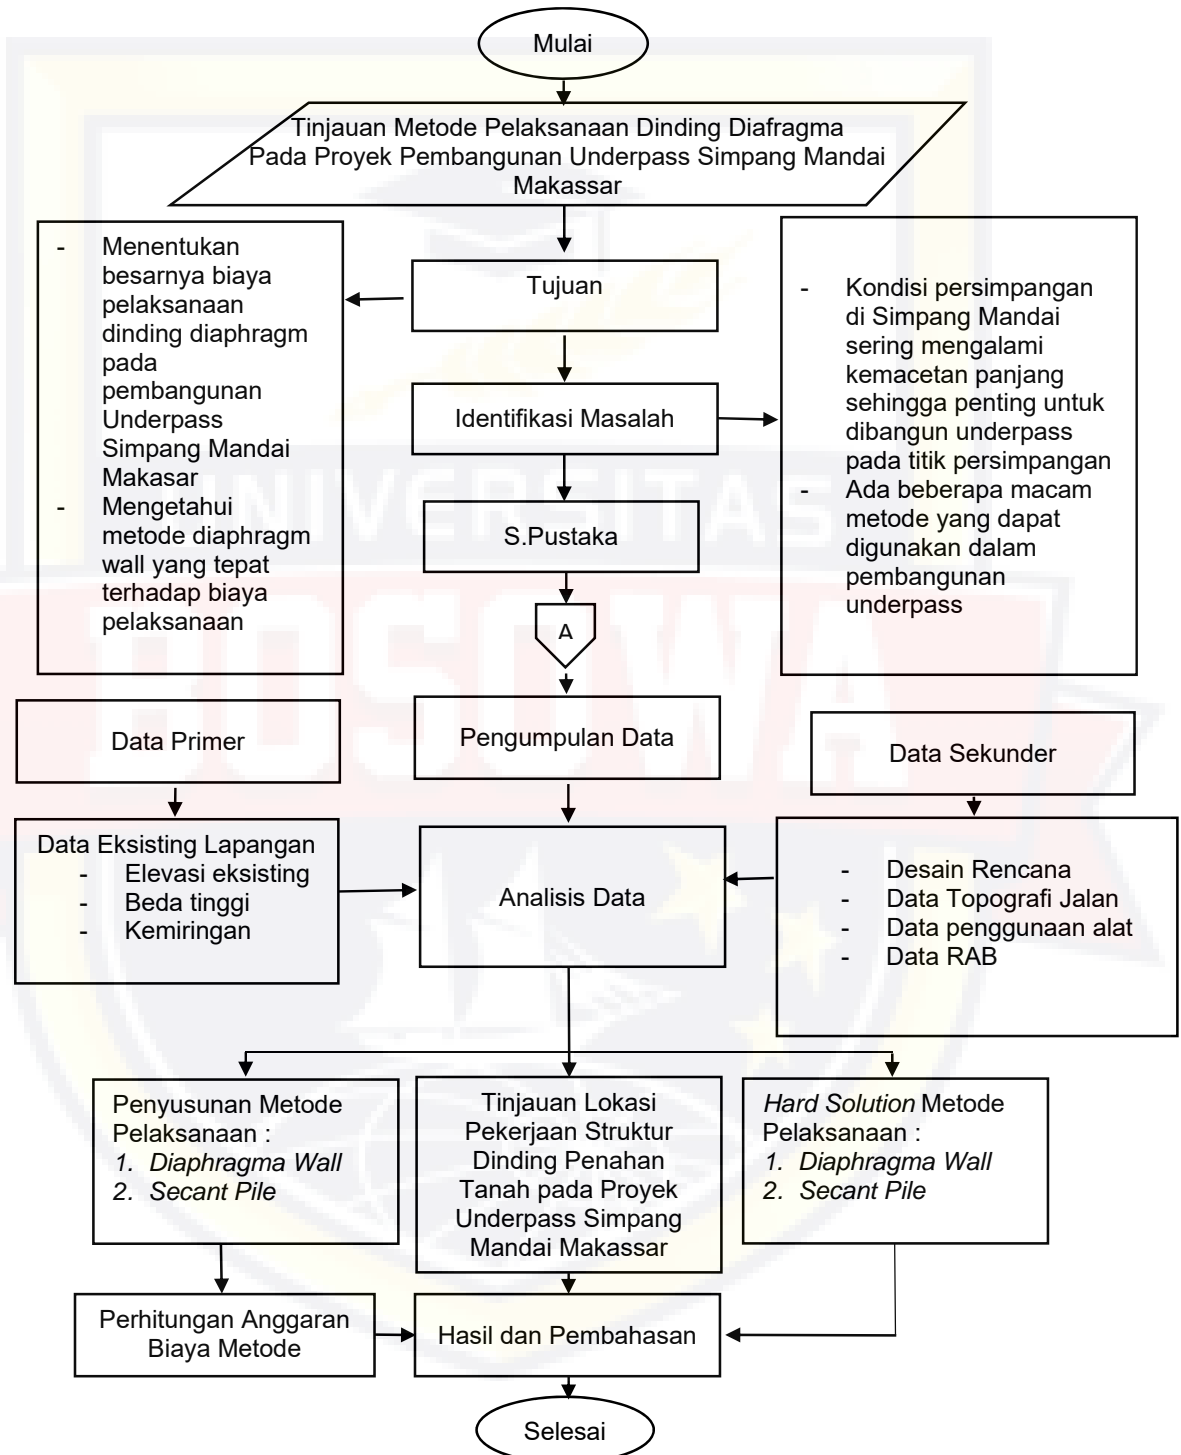 Mulai
Tinjauan Metode Pelaksanaan Dinding Diafragma
Pada Proyek Pembangunan Underpass Simpang Mandai
Makassar
Tujuan
- Menentukan
besarnya biaya
pelaksanaan
dinding diaphragm
pada
pembangunan
Underpass
Simpang Mandai
Makasar
- Mengetahui
metode diaphragm
wall yang tepat
terhadap biaya
pelaksanaan
Identifikasi Masalah
- Kondisi persimpangan
di Simpang Mandai
sering mengalami
kemacetan panjang
sehingga penting untuk
dibangun underpass
pada titik persimpangan
- Ada beberapa macam
metode yang dapat
digunakan dalam
pembangunan
underpass
S.Pustaka
A
Data Primer
Pengumpulan Data
Data Sekunder
Data Eksisting Lapangan
- Elevasi eksisting
- Beda tinggi
- Kemiringan
Analisis Data
- Desain Rencana
- Data Topografi Jalan
- Data penggunaan alat
- Data RAB
Penyusunan Metode
Pelaksanaan :
1. Diaphragma Wall
2. Secant Pile
Tinjauan Lokasi
Pekerjaan Struktur
Dinding Penahan
Tanah pada Proyek
Underpass Simpang
Mandai Makassar
Hard Solution Metode
Pelaksanaan :
1. Diaphragma Wall
2. Secant Pile
Perhitungan Anggaran
Biaya Metode
Hasil dan Pembahasan
Selesai
UNIVERSITAS
BOSOWA